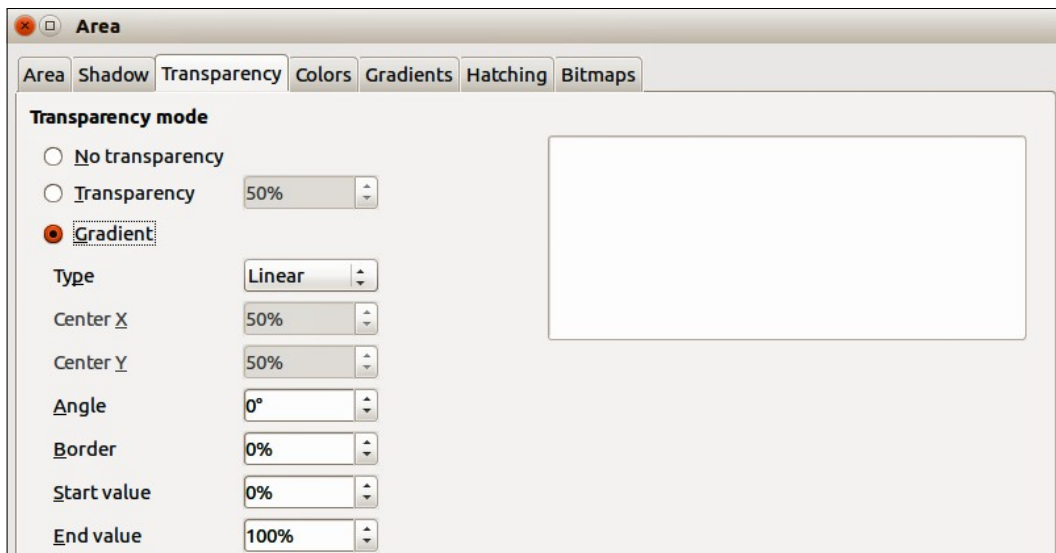 Area
Area Shadow Transparency Colors Gradients Hatching Bitmaps
Transparency mode
No transparency
Transparency 50%
Gradient
Type Linear
Center X 50%
Center Y 50%
Angle 0°
Border 0%
Start value 0%
End value 100%